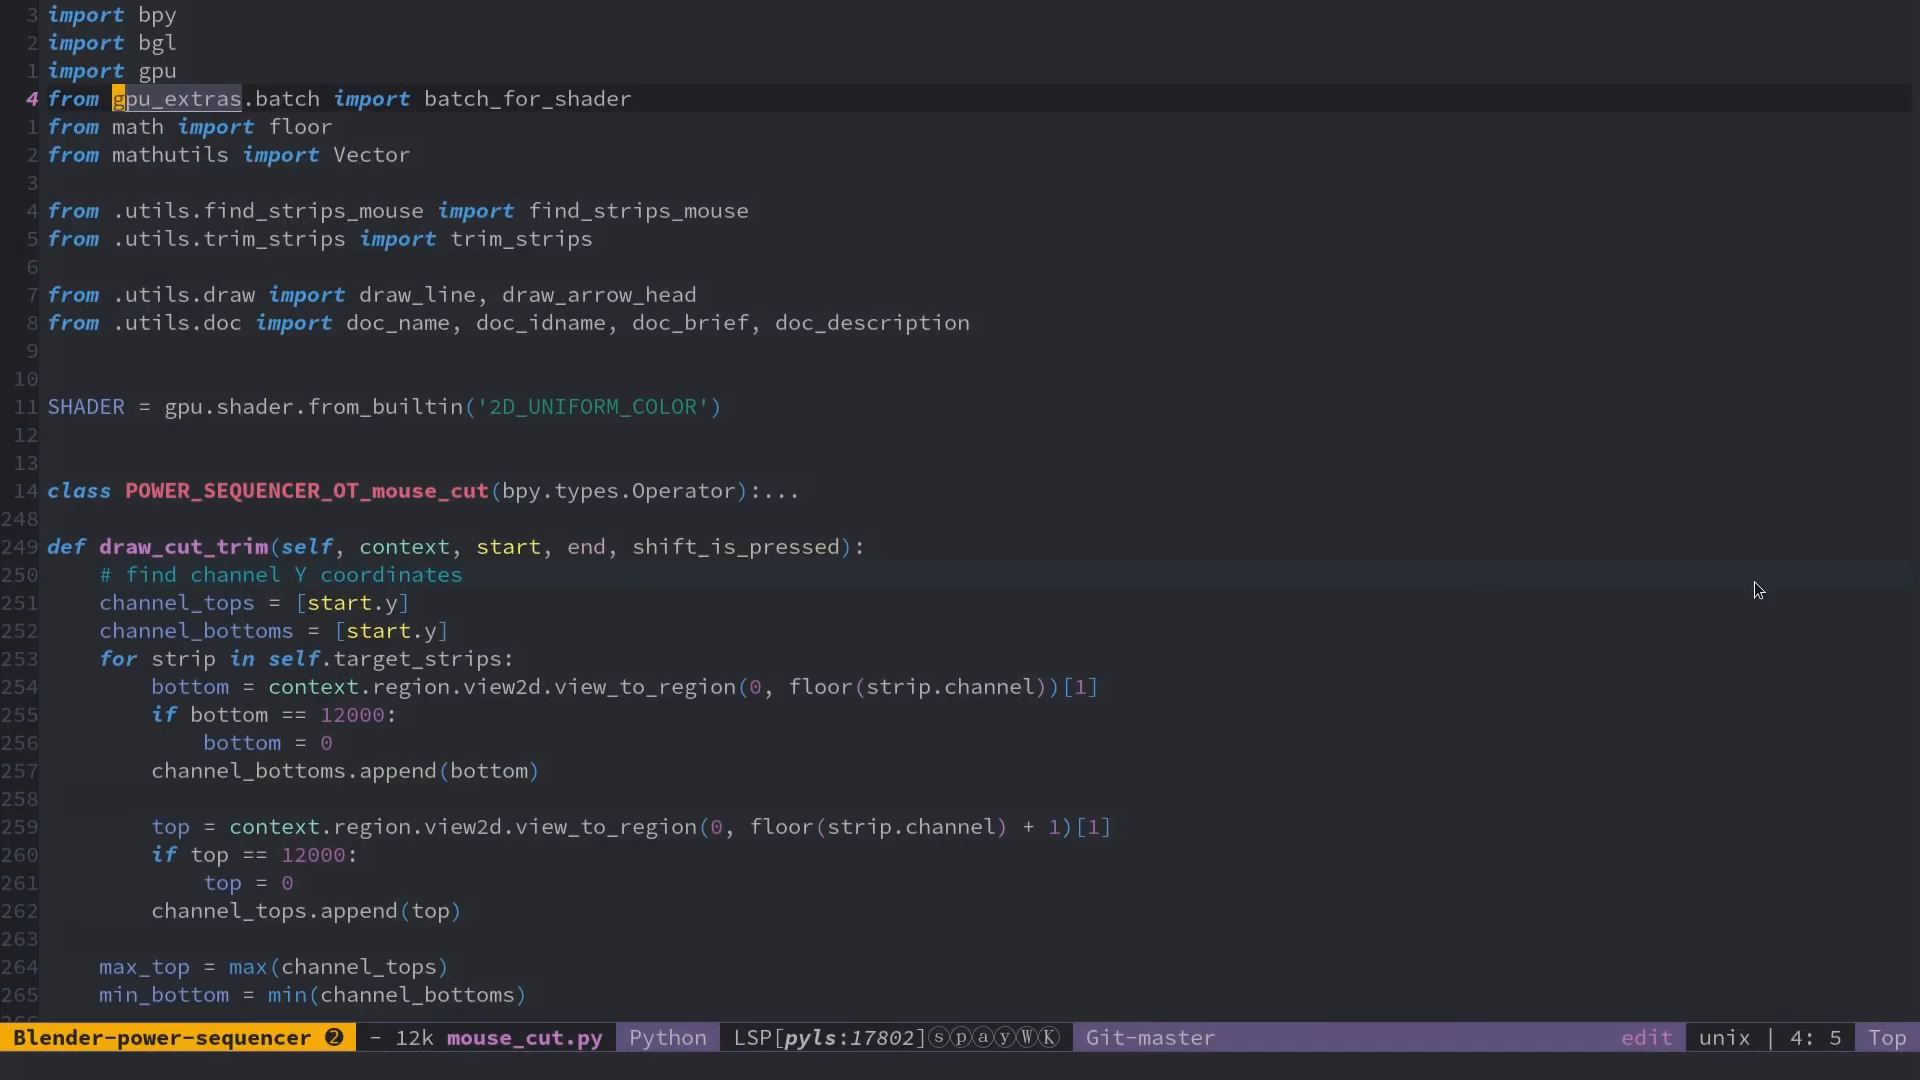 3 import bpy
2 import bgl
1 import gpu
4 from gpu_extras.batch import batch_for_shader
1 from math import floor
2 from mathutils import Vector
3
4 from .utils.find_strips_mouse import find_strips_mouse
5 from .utils.trim_strips import trim_strips
6
7 from .utils.draw import draw_line, draw_arrow_head
8 from .utils.doc import doc_name, doc_idname, doc_brief, doc_description
9
10
11 SHADER = gpu.shader.from_builtin('2D_UNIFORM_COLOR')
12
13
14 class POWER_SEQUENCER_OT_mouse_cut(bpy.types.Operator):...
248
249 def draw_cut_trim(self, context, start, end, shift_is_pressed):
250     # find channel Y coordinates
251     channel_tops = [start.y]
252     channel_bottoms = [start.y]
253     for strip in self.target_strips:
254         bottom = context.region.view2d.view_to_region(0, floor(strip.channel))[1]
255         if bottom == 12000:
256             bottom = 0
257         channel_bottoms.append(bottom)
258
259         top = context.region.view2d.view_to_region(0, floor(strip.channel) + 1)[1]
260         if top == 12000:
261             top = 0
262         channel_tops.append(top)
263
264     max_top = max(channel_tops)
265     min_bottom = min(channel_bottoms)
Blender-power-sequencer ❷ - 12k mouse_cut.py Python LSP[pyls:17802]ⓢⓟⓐⓨⓌⓀ Git-master edit unix | 4: 5 Top